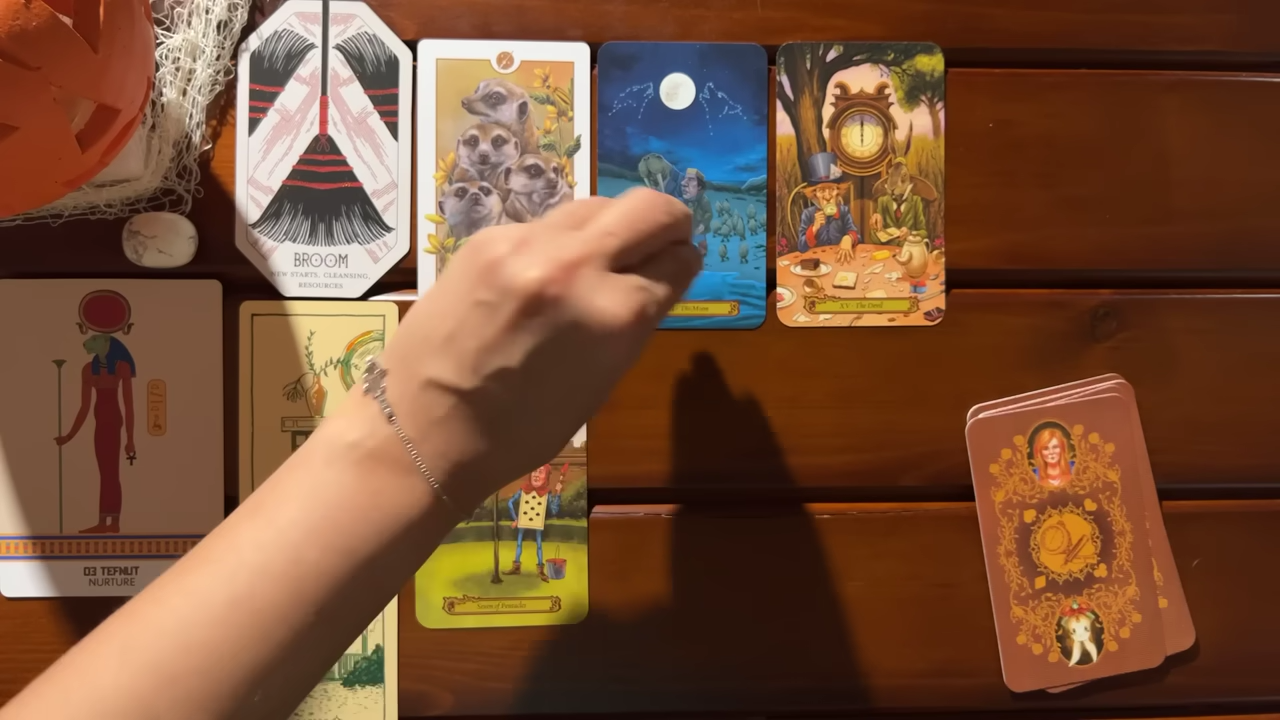 BROOM
NEW STARTS, CLEANSING,
RESOURCES
XV - The Devil
03 TEFNUT
NURTURE
Seven of Pentacles